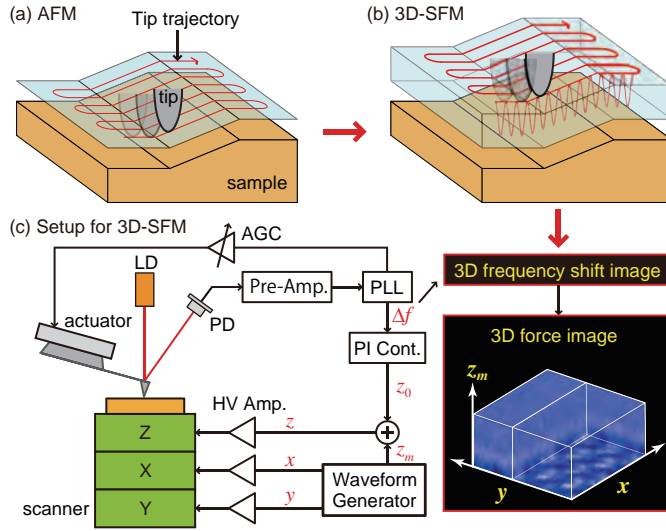 (a) AFM
Tip trajectory
tip
sample
(b) 3D-SFM
(c) Setup for 3D-SFM
AGC
LD
Pre-Amp.
PLL
3D frequency shift image
actuator
PD
Δf
PI Cont.
3D force image
z₀
zₘ
HV Amp.
Z
z
+
zₘ
X
x
Waveform
Generator
y
x
scanner
Y
y